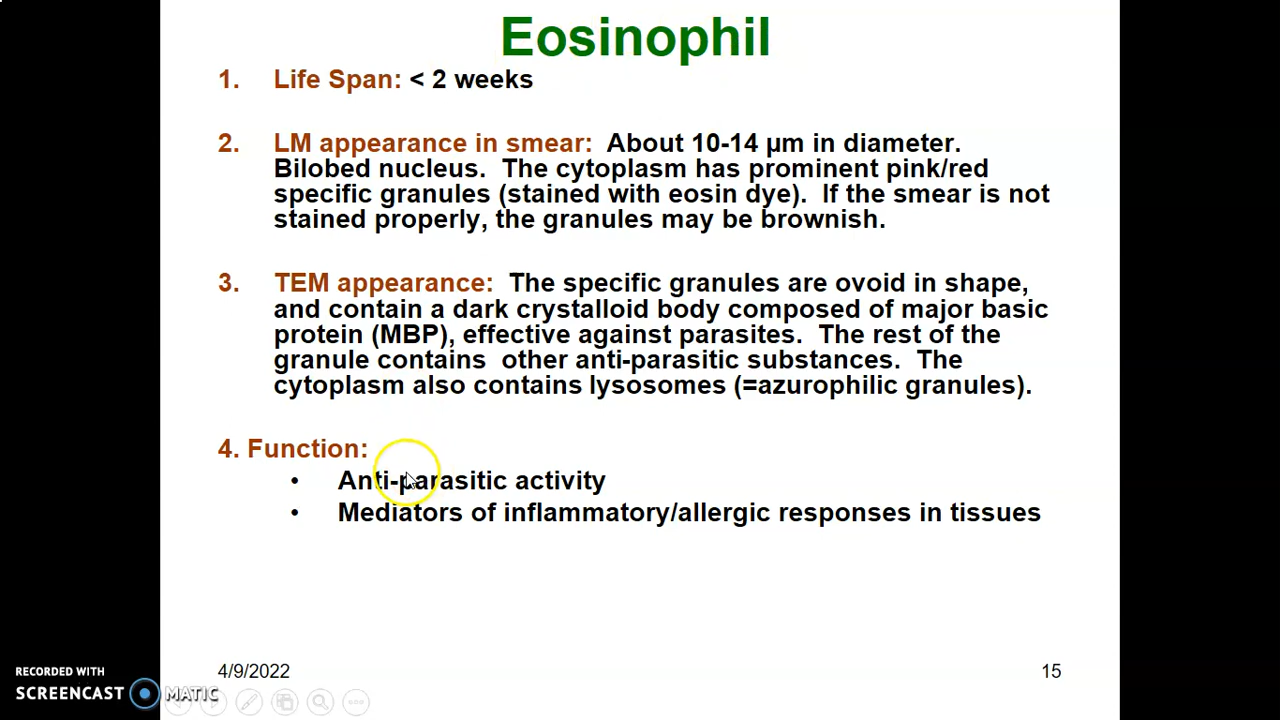 Eosinophil
1. Life Span: < 2 weeks
2. LM appearance in smear: About 10-14 µm in diameter.
Bilobed nucleus. The cytoplasm has prominent pink/red
specific granules (stained with eosin dye). If the smear is not
stained properly, the granules may be brownish.
3. TEM appearance: The specific granules are ovoid in shape,
and contain a dark crystalloid body composed of major basic
protein (MBP), effective against parasites. The rest of the
granule contains other anti-parasitic substances. The
cytoplasm also contains lysosomes (=azurophilic granules).
4. Function:
• Anti-parasitic activity
• Mediators of inflammatory/allergic responses in tissues
4/9/2022
15
RECORDED WITH
SCREENCAST MATIC